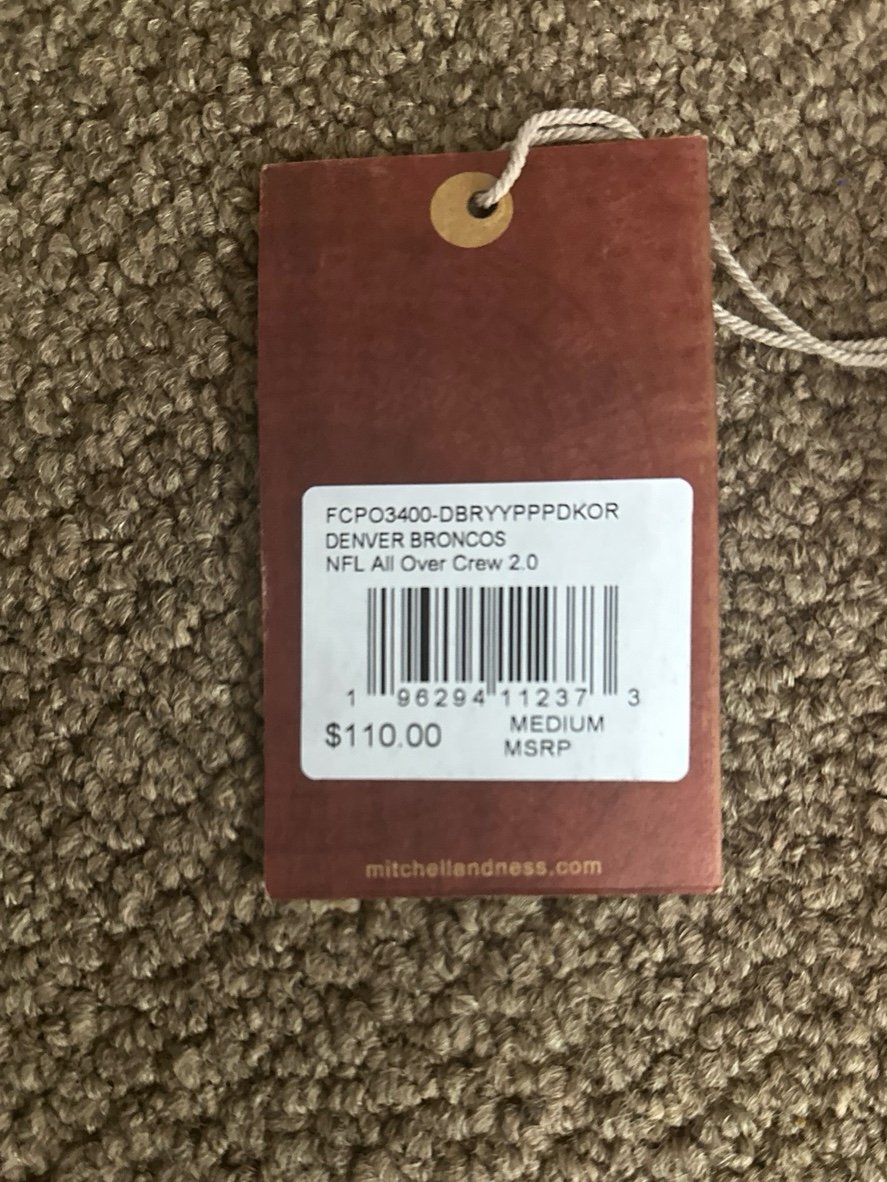 FCPO3400-DBRYYPPPDKOR
DENVER BRONCOS
NFL All Over Crew 2.0
1 96294 11237 3
$110.00
MEDIUM
MSRP
mitchellandness.com